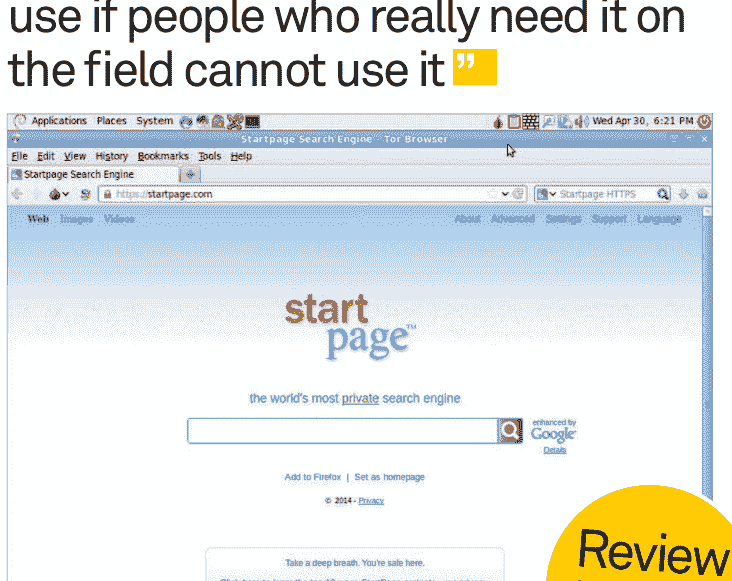 use if people who really need it on
the field cannot use it ”
Applications Places System Wed Apr 30, 6:21 PM
Startpage Search Engine - Tor Browser
File Edit View History Bookmarks Tools Help
Startpage Search Engine
https://startpage.com Startpage HTTPS
Web Images Videos About Advanced Settings Support Language
start
page™
the world's most private search engine
enhanced by
Google
Details
Add to Firefox | Set as homepage
© 2014 - Privacy
Take a deep breath. You're safe here.
Review